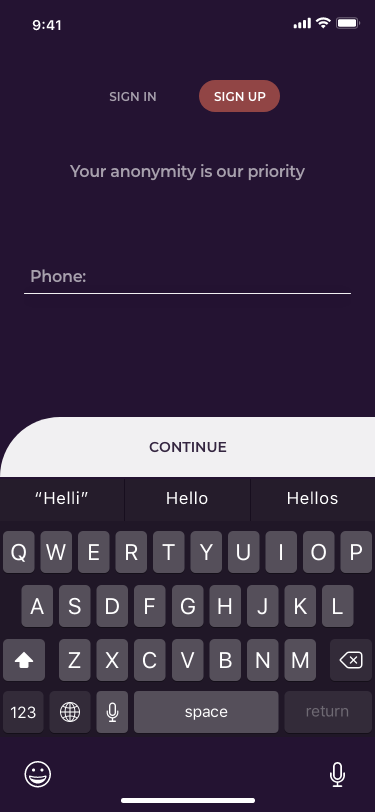 9:41
SIGN IN SIGN UP
Your anonymity is our priority
Phone:
CONTINUE
“Helli” Hello Hellos
Q W E R T Y U I O P
A S D F G H J K L
Z X C V B N M
123 space return